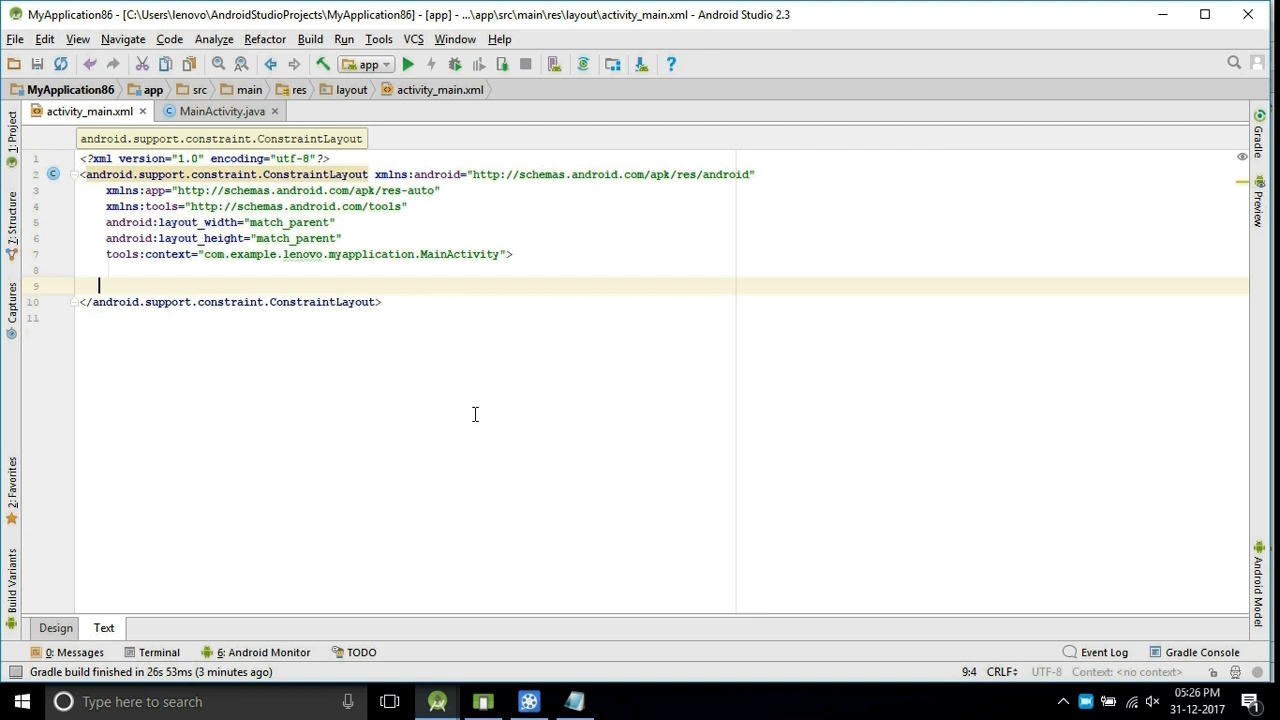 MyApplication86 - [C:\Users\lenovo\AndroidStudioProjects\MyApplication86] - [app] - ...\app\src\main\res\layout\activity_main.xml - Android Studio 2.3
File Edit View Navigate Code Analyze Refactor Build Run Tools VCS Window Help
app
MyApplication86 app src main res layout activity_main.xml
activity_main.xml MainActivity.java
android.support.constraint.ConstraintLayout
1 <?xml version="1.0" encoding="utf-8"?>
2 <android.support.constraint.ConstraintLayout xmlns:android="http://schemas.android.com/apk/res/android"
3 xmlns:app="http://schemas.android.com/apk/res-auto"
4 xmlns:tools="http://schemas.android.com/tools"
5 android:layout_width="match_parent"
6 android:layout_height="match_parent"
7 tools:context="com.example.lenovo.myapplication.MainActivity">
8
9
10 </android.support.constraint.ConstraintLayout>
11
1: Project
7: Structure
Captures
2: Favorites
Build Variants
Gradle
Preview
Android Model
Design Text
0: Messages Terminal 6: Android Monitor TODO Event Log Gradle Console
Gradle build finished in 26s 53ms (3 minutes ago) 9:4 CRLF UTF-8 Context: <no context>
Type here to search
05:26 PM
31-12-2017
1